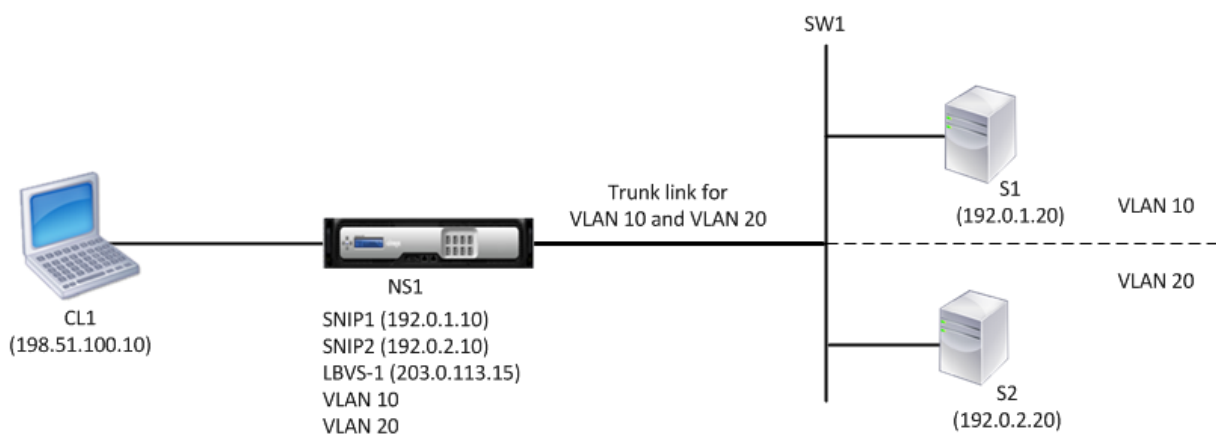 SW1
S1
(192.0.1.20)
VLAN 10
Trunk link for
VLAN 10 and VLAN 20
VLAN 20
CL1
(198.51.100.10)
NS1
SNIP1 (192.0.1.10)
SNIP2 (192.0.2.10)
LBVS-1 (203.0.113.15)
VLAN 10
VLAN 20
S2
(192.0.2.20)